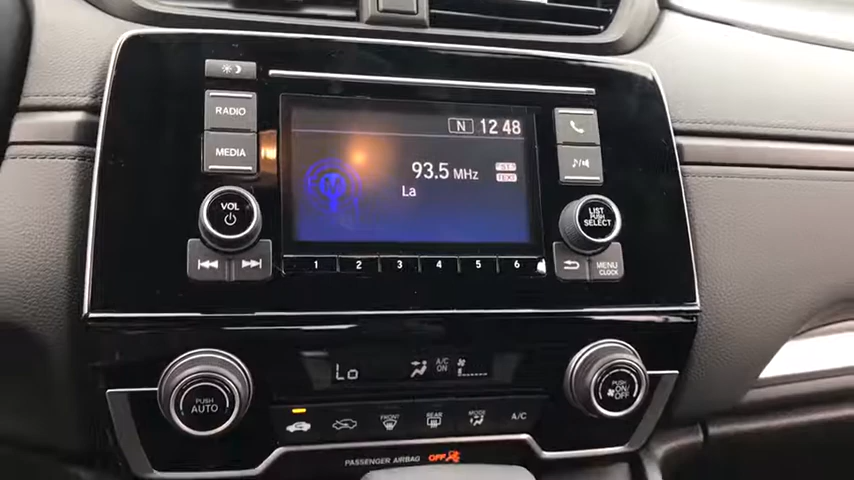 RADIO
N 12:48
MEDIA
93.5 MHz
La
TEXT
VOL
LIST
PUSH
SELECT
MENU
CLOCK
1 2 3 4 5 6
Lo
A/C
ON
PUSH
AUTO
PUSH
ON
OFF
FRONT
REAR
MODE
A/C
PASSENGER AIRBAG OFF